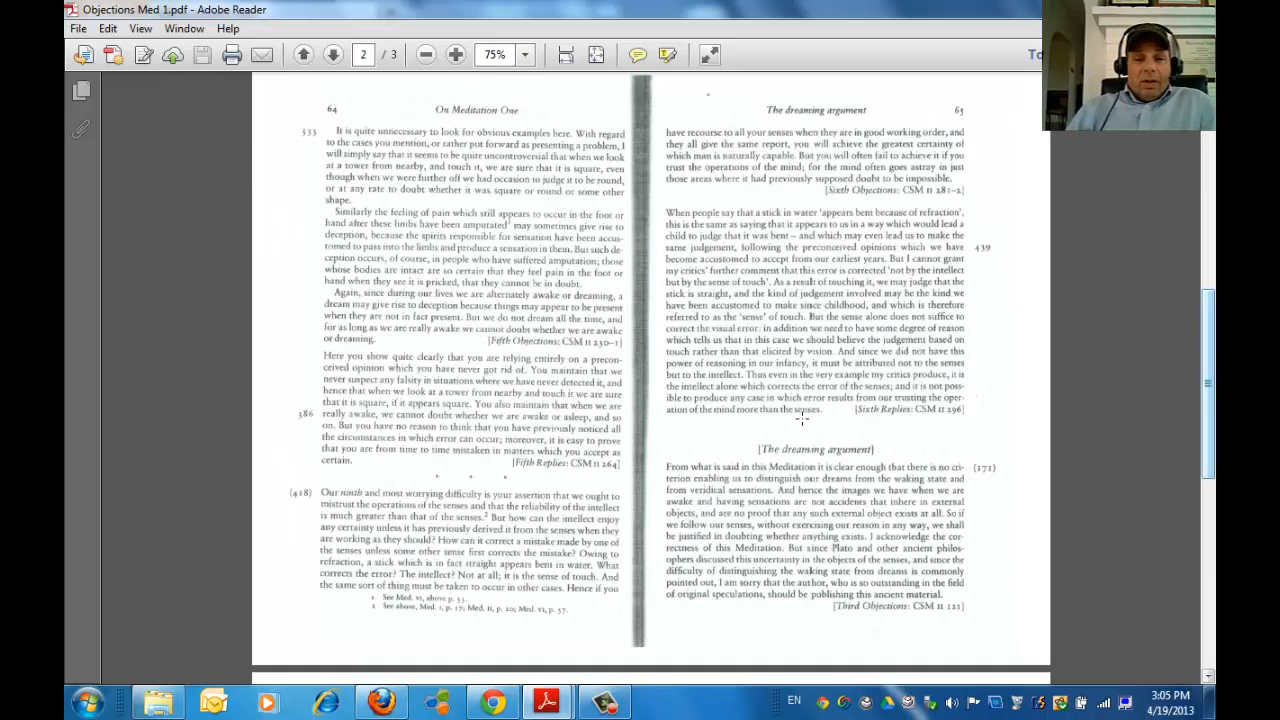 Objections Med 1.pdf - Adobe Reader
File Edit View Window Help
2 / 3 75%
To
64 On Meditation One
333 It is quite unnecessary to look for obvious examples here. With regard
to the cases you mention, or rather put forward as presenting a problem, I
will simply say that it seems to be quite uncontroversial that when we look
at a tower from nearby, and touch it, we are sure that it is square, even
though when we were further off we had occasion to judge it to be round,
or at any rate to doubt whether it was square or round or some other
shape.
Similarly the feeling of pain which still appears to occur in the foot or
hand after these limbs have been amputated¹ may sometimes give rise to
deception, because the spirits responsible for sensation have been accus-
tomed to pass into the limbs and produce a sensation in them. But such de-
ception occurs, of course, in people who have suffered amputation; those
whose bodies are intact are so certain that they feel pain in the foot or
hand when they see it is pricked, that they cannot be in doubt.
Again, since during our lives we are alternately awake or dreaming, a
dream may give rise to deception because things may appear to be present
when they are not in fact present. But we do not dream all the time, and
for as long as we are really awake we cannot doubt whether we are awake
or dreaming. [Fifth Objections: CSM II 230–1]
Here you show quite clearly that you are relying entirely on a precon-
ceived opinion which you have never got rid of. You maintain that we
never suspect any falsity in situations where we have never detected it, and
hence that when we look at a tower from nearby and touch it we are sure
that it is square, if it appears square. You also maintain that when we are
386 really awake, we cannot doubt whether we are awake or asleep, and so
on. But you have no reason to think that you have previously noticed all
the circumstances in which error can occur; moreover, it is easy to prove
that you are from time to time mistaken in matters which you accept as
certain. [Fifth Replies: CSM II 264]
(418) Our ninth and most worrying difficulty is your assertion that we ought to
mistrust the operations of the senses and that the reliability of the intellect
is much greater than that of the senses.² But how can the intellect enjoy
any certainty unless it has previously derived it from the senses when they
are working as they should? How can it correct a mistake made by one of
the senses unless some other sense first corrects the mistake? Owing to
refraction, a stick which is in fact straight appears bent in water. What
corrects the error? The intellect? Not at all; it is the sense of touch. And
the same sort of thing must be taken to occur in other cases. Hence if you
1 See Med. VI, above p. 53.
2 See above, Med. I, p. 17; Med. II, p. 20; Med. VI, p. 57.
The dreaming argument 65
have recourse to all your senses when they are in good working order, and
they all give the same report, you will achieve the greatest certainty of
which man is naturally capable. But you will often fail to achieve it if you
trust the operations of the mind; for the mind often goes astray in just
those areas where it had previously supposed doubt to be impossible.
[Sixth Objections: CSM II 281–2]
When people say that a stick in water 'appears bent because of refraction',
this is the same as saying that it appears to us in a way which would lead a
child to judge that it was bent – and which may even lead us to make the
same judgement, following the preconceived opinions which we have 439
become accustomed to accept from our earliest years. But I cannot grant
my critics' further comment that this error is corrected 'not by the intellect
but by the sense of touch'. As a result of touching it, we may judge that the
stick is straight, and the kind of judgement involved may be the kind we
have been accustomed to make since childhood, and which is therefore
referred to as the 'sense' of touch. But the sense alone does not suffice to
correct the visual error: in addition we need to have some degree of reason
which tells us that in this case we should believe the judgement based on
touch rather than that elicited by vision. And since we did not have this
power of reasoning in our infancy, it must be attributed not to the senses
but to the intellect. Thus even in the very example my critics produce, it is
the intellect alone which corrects the error of the senses; and it is not poss-
ible to produce any case in which error results from our trusting the oper-
ation of the mind more than the senses. [Sixth Replies: CSM II 296]
[The dreaming argument]
From what is said in this Meditation it is clear enough that there is no cri- (171)
terion enabling us to distinguish our dreams from the waking state and
from veridical sensations. And hence the images we have when we are
awake and having sensations are not accidents that inhere in external
objects, and are no proof that any such external object exists at all. So if
we follow our senses, without exercising our reason in any way, we shall
be justified in doubting whether anything exists. I acknowledge the cor-
rectness of this Meditation. But since Plato and other ancient philos-
ophers discussed this uncertainty in the objects of the senses, and since the
difficulty of distinguishing the waking state from dreams is commonly
pointed out, I am sorry that the author, who is so outstanding in the field
of original speculations, should be publishing this ancient material.
[Third Objections: CSM II 121]
EN
3:05 PM
4/19/2013